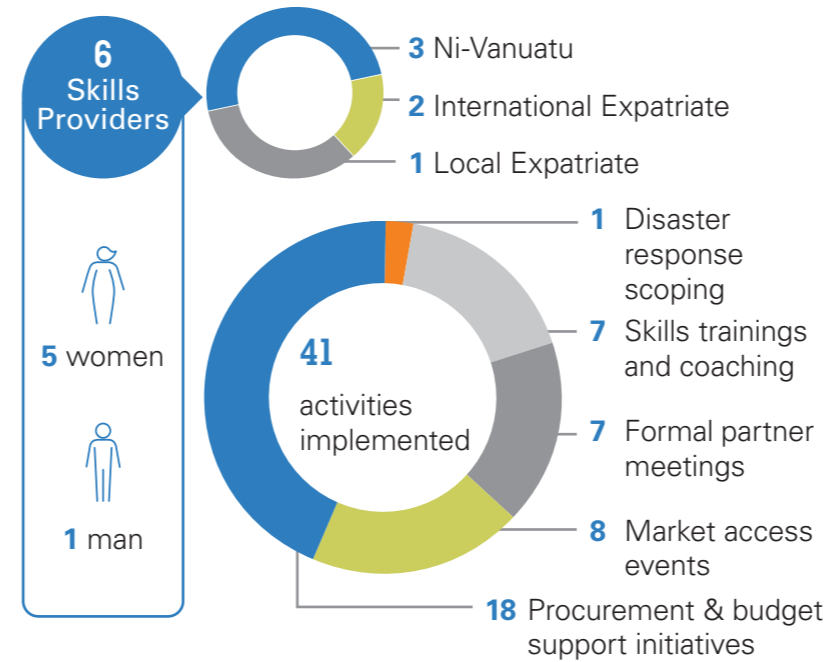 6
Skills
Providers
3 Ni-Vanuatu
2 International Expatriate
1 Local Expatriate
5 women
1 man
41
activities
implemented
1 Disaster
response
scoping
7 Skills trainings
and coaching
7 Formal partner
meetings
8 Market access
events
18 Procurement & budget
support initiatives